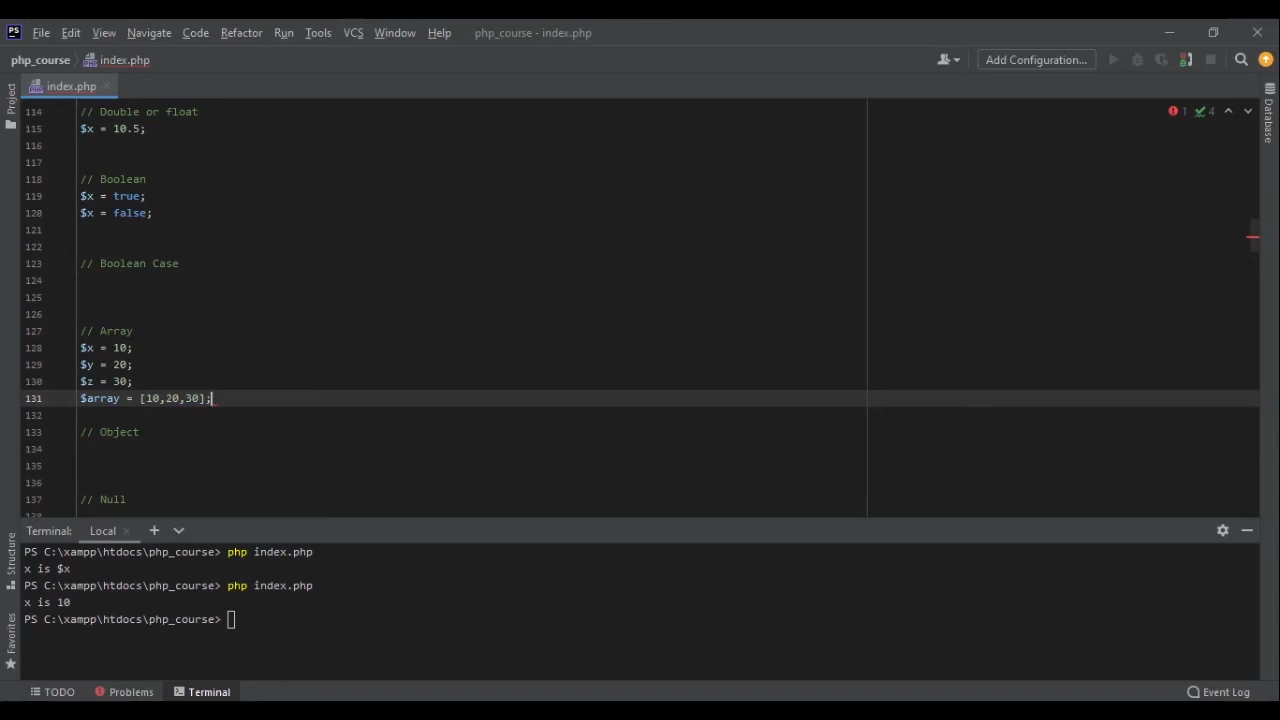 PS File Edit View Navigate Code Refactor Run Tools VCS Window Help php_course - index.php
php_course index.php Add Configuration...
Project
index.php
Database
1 4
114 // Double or float
115 $x = 10.5;
116
117
118 // Boolean
119 $x = true;
120 $x = false;
121
122
123 // Boolean Case
124
125
126
127 // Array
128 $x = 10;
129 $y = 20;
130 $z = 30;
131 $array = [10,20,30];
132
133 // Object
134
135
136
137 // Null
138
Terminal: Local
PS C:\xampp\htdocs\php_course> php index.php
x is $x
PS C:\xampp\htdocs\php_course> php index.php
x is 10
PS C:\xampp\htdocs\php_course>
Structure
Favorites
TODO Problems Terminal Event Log